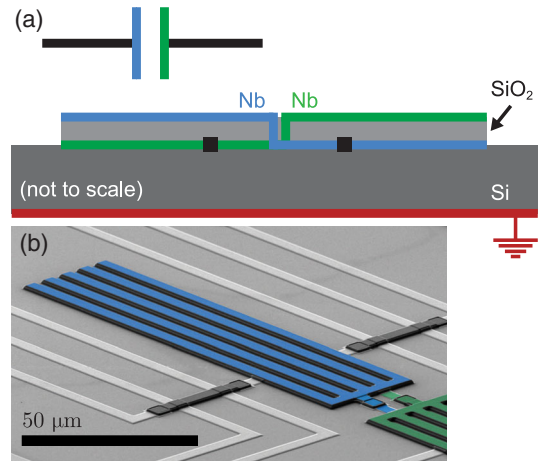 (a)
Nb Nb
SiO₂
(not to scale)
Si
(b)
50 μm